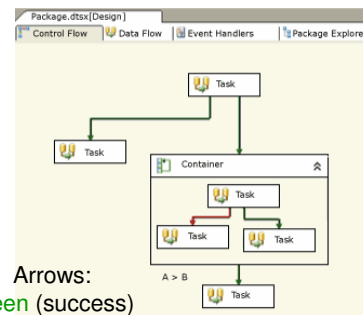 Package.dtsx[Design]
Control Flow Data Flow Event Handlers Package Explore
Task
Task
Container
Task
Task Task
A > B
Task
Arrows:
een (success)